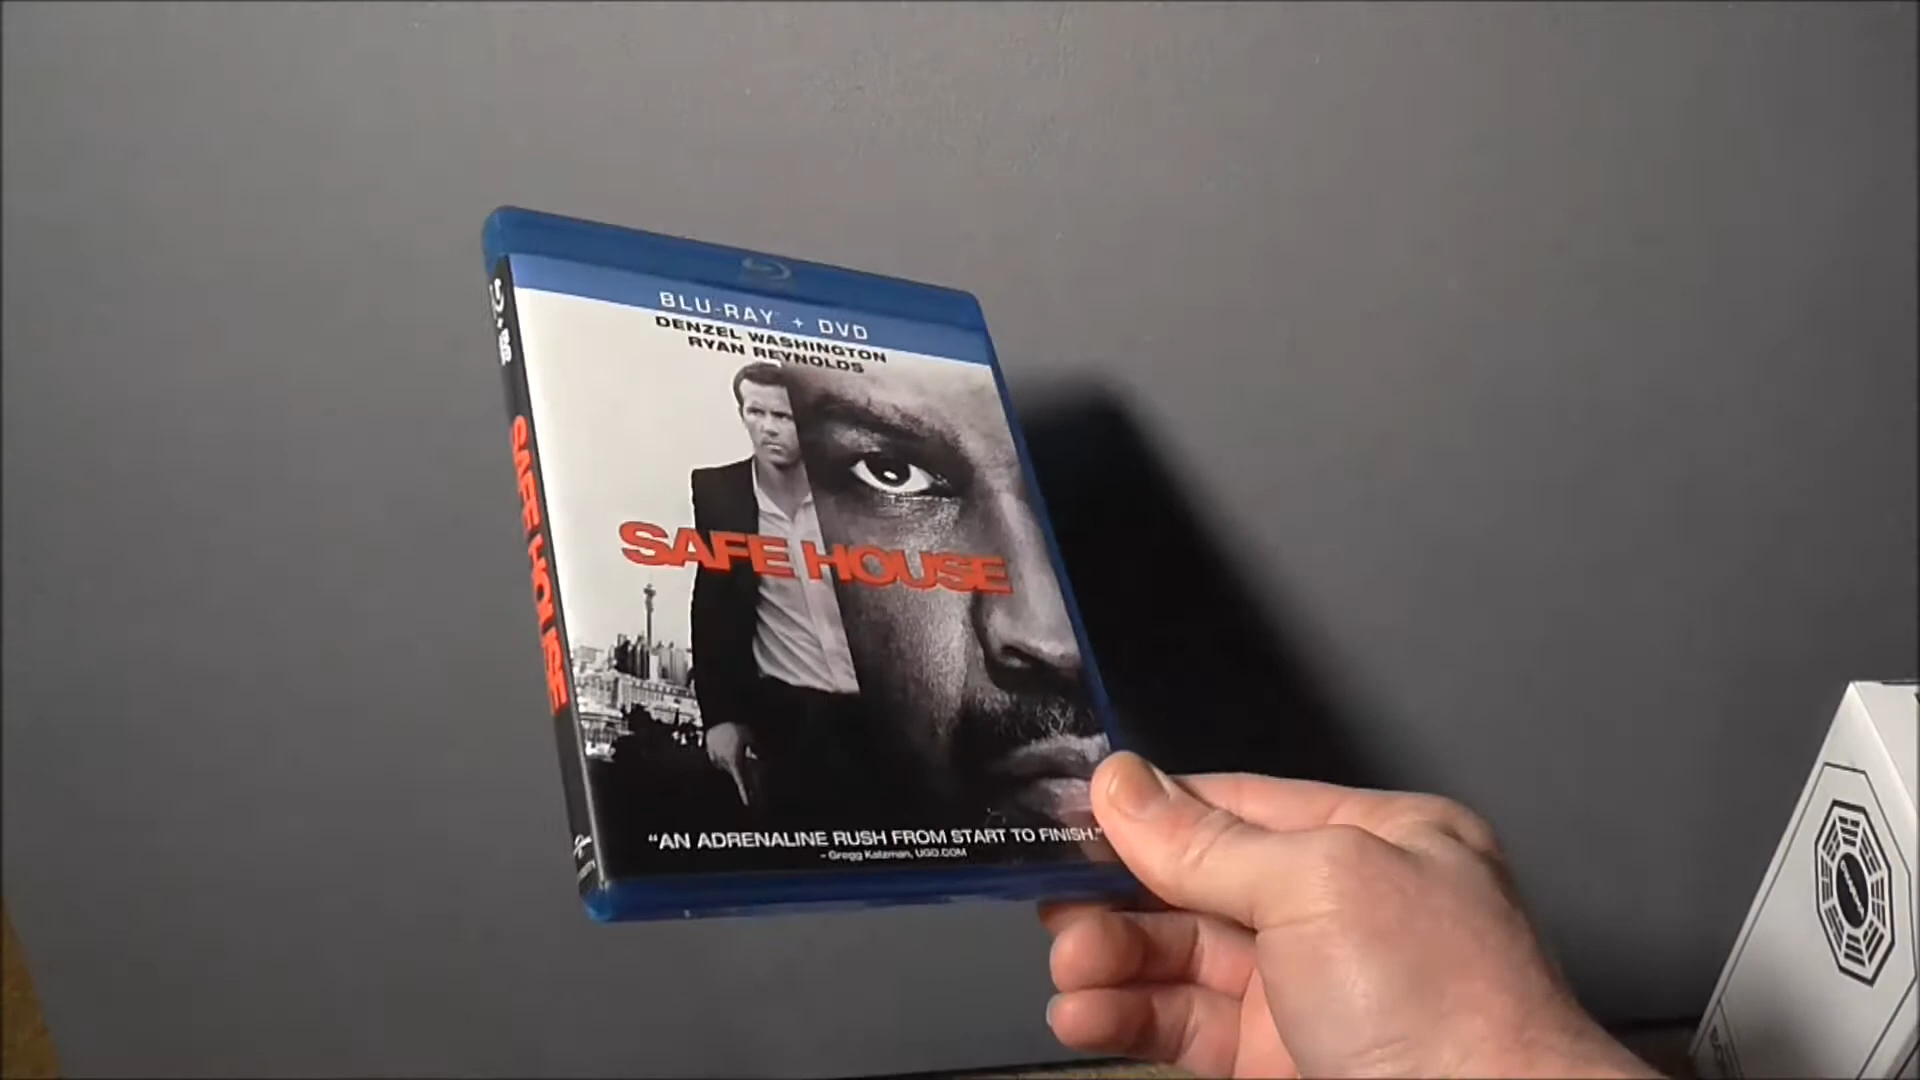 BLU-RAY + DVD
DENZEL WASHINGTON
RYAN REYNOLDS
SAFE HOUSE
SAFE HOUSE
"AN ADRENALINE RUSH FROM START TO FINISH."
- Gregg Katzman, UGO.COM